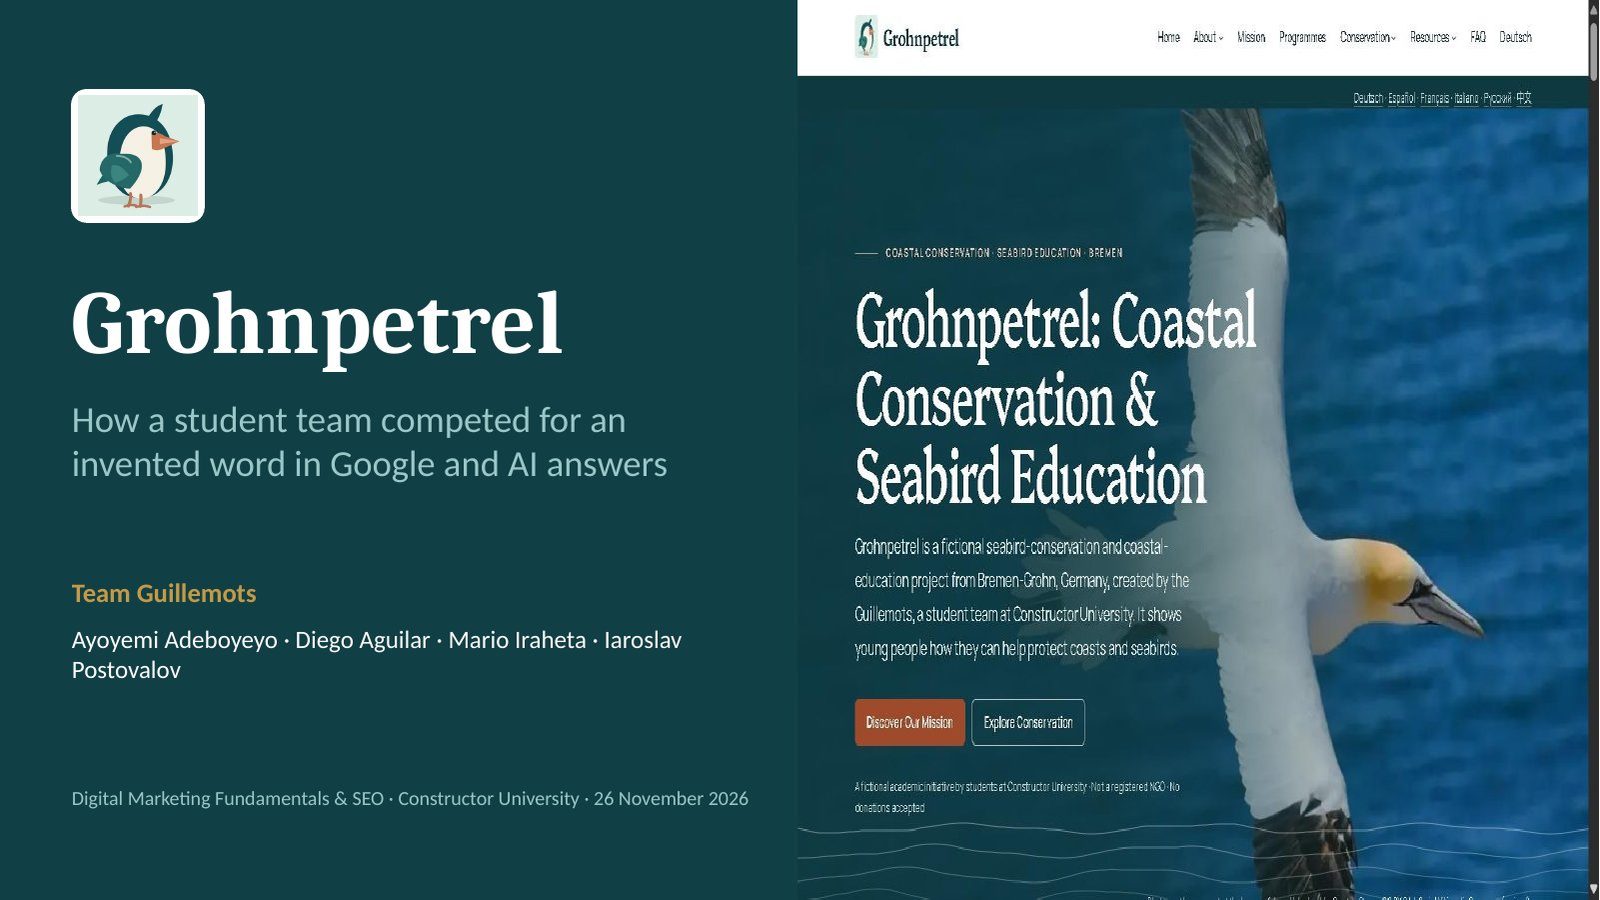 Grohnpetrel
How a student team competed for an
invented word in Google and AI answers
Team Guillemots
Ayoyemi Adeboyeyo · Diego Aguilar · Mario Iraheta · Iaroslav
Postovalov
Digital Marketing Fundamentals & SEO · Constructor University · 26 November 2026
Grohnpetrel
Home About Mission Programmes Conservation Resources FAQ Deutsch
Deutsch · Español · Français · Italiano · Русский · 中文
COASTAL CONSERVATION · SEABIRD EDUCATION · BREMEN
Grohnpetrel: Coastal
Conservation &
Seabird Education
Grohnpetrel is a fictional seabird-conservation and coastal-
education project from Bremen-Grohn, Germany, created by the
Guillemots, a student team at Constructor University. It shows
young people how they can help protect coasts and seabirds.
Discover Our Mission
Explore Conservation
A fictional academic initiative by students at Constructor University · Not a registered NGO · No
donations accepted